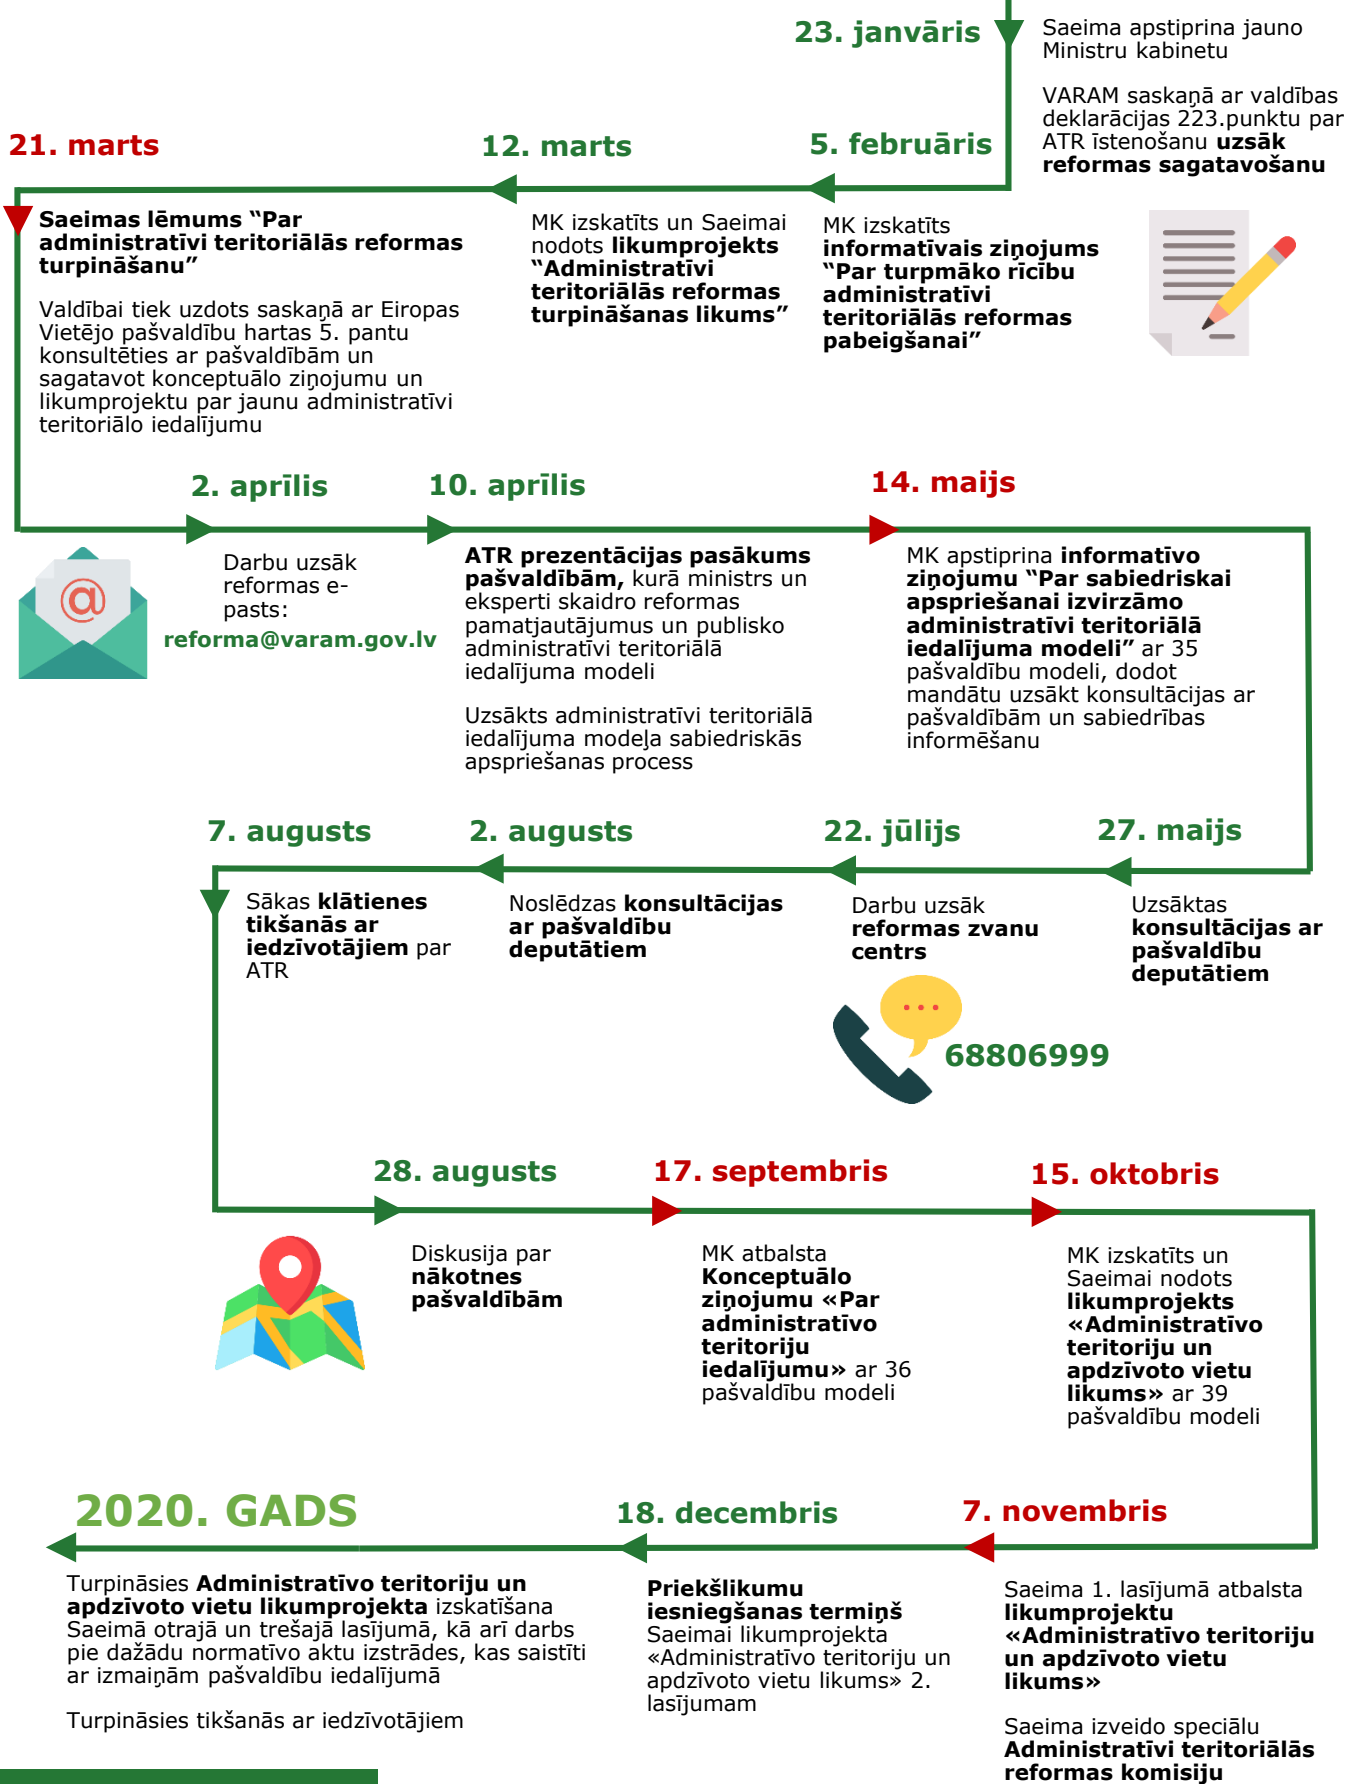 23. janvāris
Saeima apstiprina jauno
Ministru kabinetu
VARAM saskaņā ar valdības
deklarācijas 223.punktu par
ATR īstenošanu uzsāk
reformas sagatavošanu
5. februāris
MK izskatīts
informatīvais ziņojums
“Par turpmāko rīcību
administratīvi
teritoriālās reformas
pabeigšanai”
12. marts
MK izskatīts un Saeimai
nodots likumprojekts
“Administratīvi
teritoriālās reformas
turpināšanas likums”
21. marts
Saeimas lēmums “Par
administratīvi teritoriālās reformas
turpināšanu”
Valdībai tiek uzdots saskaņā ar Eiropas
Vietējo pašvaldību hartas 5. pantu
konsultēties ar pašvaldībām un
sagatavot konceptuālo ziņojumu un
likumprojektu par jaunu administratīvi
teritoriālo iedalījumu
2. aprīlis
Darbu uzsāk
reformas e-
pasts:
reforma@varam.gov.lv
@
10. aprīlis
ATR prezentācijas pasākums
pašvaldībām, kurā ministrs un
eksperti skaidro reformas
pamatjautājumus un publisko
administratīvi teritoriālā
iedalījuma modeli
Uzsākts administratīvi teritoriālā
iedalījuma modeļa sabiedriskās
apspriešanas process
14. maijs
MK apstiprina informatīvo
ziņojumu “Par sabiedriskai
apspriešanai izvirzāmo
administratīvi teritoriālā
iedalījuma modeli” ar 35
pašvaldību modeli, dodot
mandātu uzsākt konsultācijas ar
pašvaldībām un sabiedrības
informēšanu
27. maijs
Uzsāktas
konsultācijas ar
pašvaldību
deputātiem
22. jūlijs
Darbu uzsāk
reformas zvanu
centrs
68806999
2. augusts
Noslēdzas konsultācijas
ar pašvaldību
deputātiem
7. augusts
Sākas klātienes
tikšanās ar
iedzīvotājiem par
ATR
28. augusts
Diskusija par
nākotnes
pašvaldībām
17. septembris
MK atbalsta
Konceptuālo
ziņojumu «Par
administratīvo
teritoriju
iedalījumu» ar 36
pašvaldību modeli
15. oktobris
MK izskatīts un
Saeimai nodots
likumprojekts
«Administratīvo
teritoriju un
apdzīvoto vietu
likums» ar 39
pašvaldību modeli
7. novembris
Saeima 1. lasījumā atbalsta
likumprojektu
«Administratīvo teritoriju
un apdzīvoto vietu
likums»
Saeima izveido speciālu
Administratīvi teritoriālās
reformas komisiju
18. decembris
Priekšlikumu
iesniegšanas termiņš
Saeimai likumprojekta
«Administratīvo teritoriju un
apdzīvoto vietu likums» 2.
lasījumam
2020. GADS
Turpināsies Administratīvo teritoriju un
apdzīvoto vietu likumprojekta izskatīšana
Saeimā otrajā un trešajā lasījumā, kā arī darbs
pie dažādu normatīvo aktu izstrādes, kas saistīti
ar izmaiņām pašvaldību iedalījumā
Turpināsies tikšanās ar iedzīvotājiem